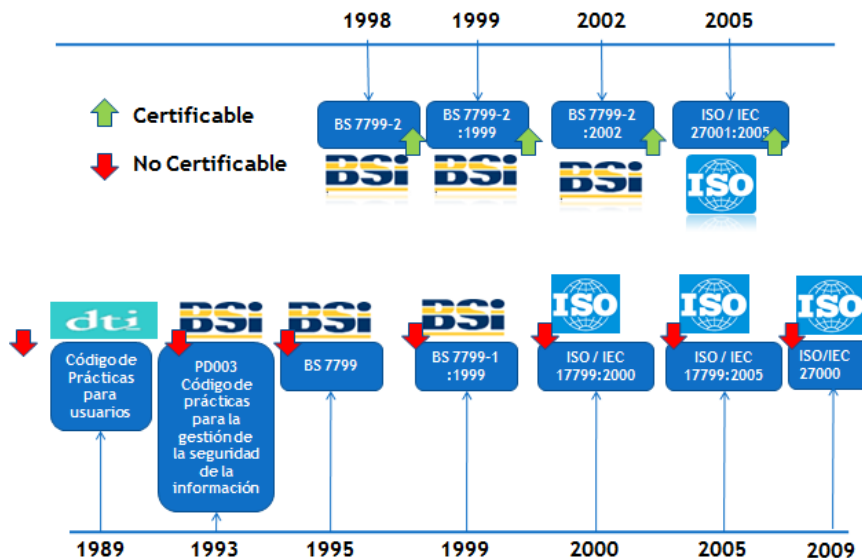 1998 1999 2002 2005
Certificable
No Certificable
BS 7799-2
BS 7799-2
:1999
BS 7799-2
:2002
ISO / IEC
27001:2005
BSi
BSi
BSi
ISO
dti
BSi
BSi
BSi
ISO
ISO
ISO
Código de
Prácticas
para
usuarios
PD003
Código de
prácticas
para la
gestión de
la seguridad
de la
información
BS 7799
BS 7799-1
:1999
ISO / IEC
17799:2000
ISO / IEC
17799:2005
ISO/IEC
27000
1989 1993 1995 1999 2000 2005 2009